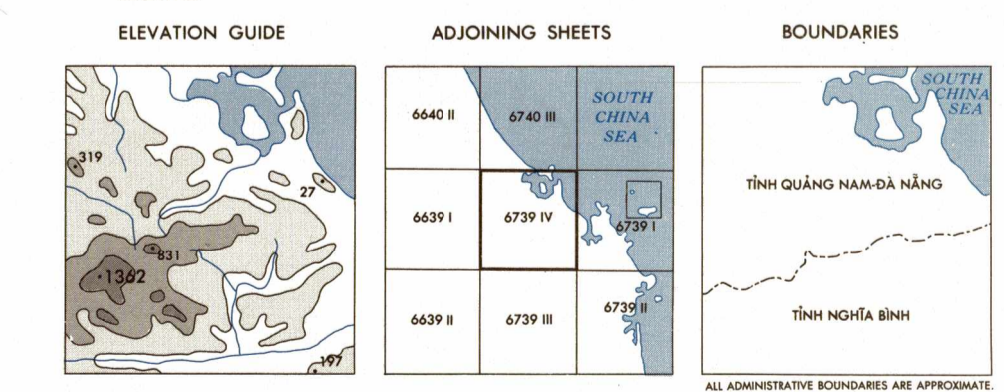 ELEVATION GUIDE
319
27
831
1362
197
ADJOINING SHEETS
6640 II
6740 III
SOUTH
CHINA
SEA
6639 I
6739 IV
6739 I
6639 II
6739 III
6739 II
BOUNDARIES
SOUTH
CHINA
SEA
TỈNH QUẢNG NAM-ĐÀ NẴNG
TỈNH NGHĨA BÌNH
ALL ADMINISTRATIVE BOUNDARIES ARE APPROXIMATE.